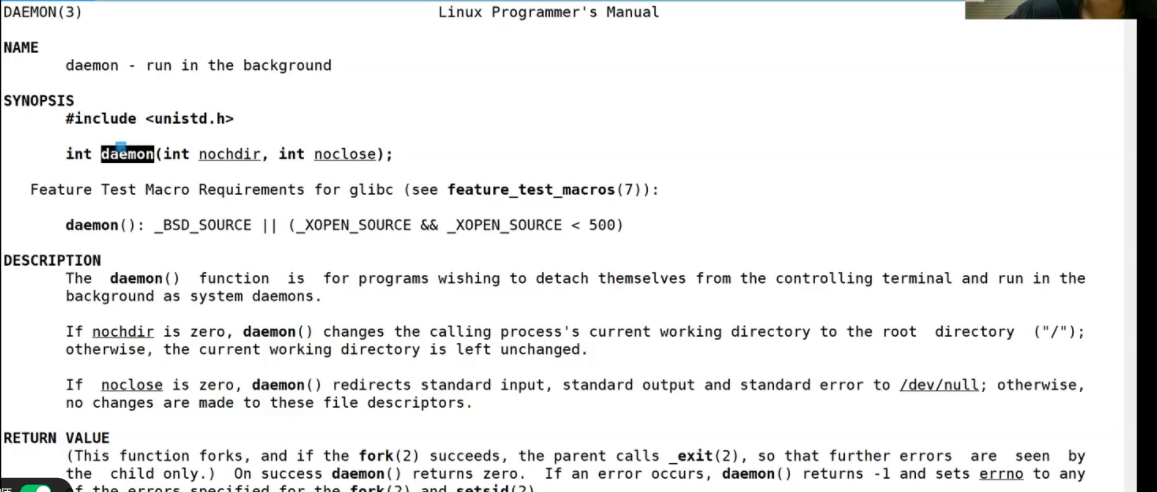 DAEMON(3) Linux Programmer's Manual
NAME
daemon - run in the background
SYNOPSIS
#include <unistd.h>
int daemon(int nochdir, int noclose);
Feature Test Macro Requirements for glibc (see feature_test_macros(7)):
daemon(): _BSD_SOURCE || (_XOPEN_SOURCE && _XOPEN_SOURCE < 500)
DESCRIPTION
The daemon() function is for programs wishing to detach themselves from the controlling terminal and run in the
background as system daemons.
If nochdir is zero, daemon() changes the calling process's current working directory to the root directory ("/");
otherwise, the current working directory is left unchanged.
If noclose is zero, daemon() redirects standard input, standard output and standard error to /dev/null; otherwise,
no changes are made to these file descriptors.
RETURN VALUE
(This function forks, and if the fork(2) succeeds, the parent calls _exit(2), so that further errors are seen by
the child only.) On success daemon() returns zero. If an error occurs, daemon() returns -1 and sets errno to any
of the errors specified for the fork(2) and setsid(2).